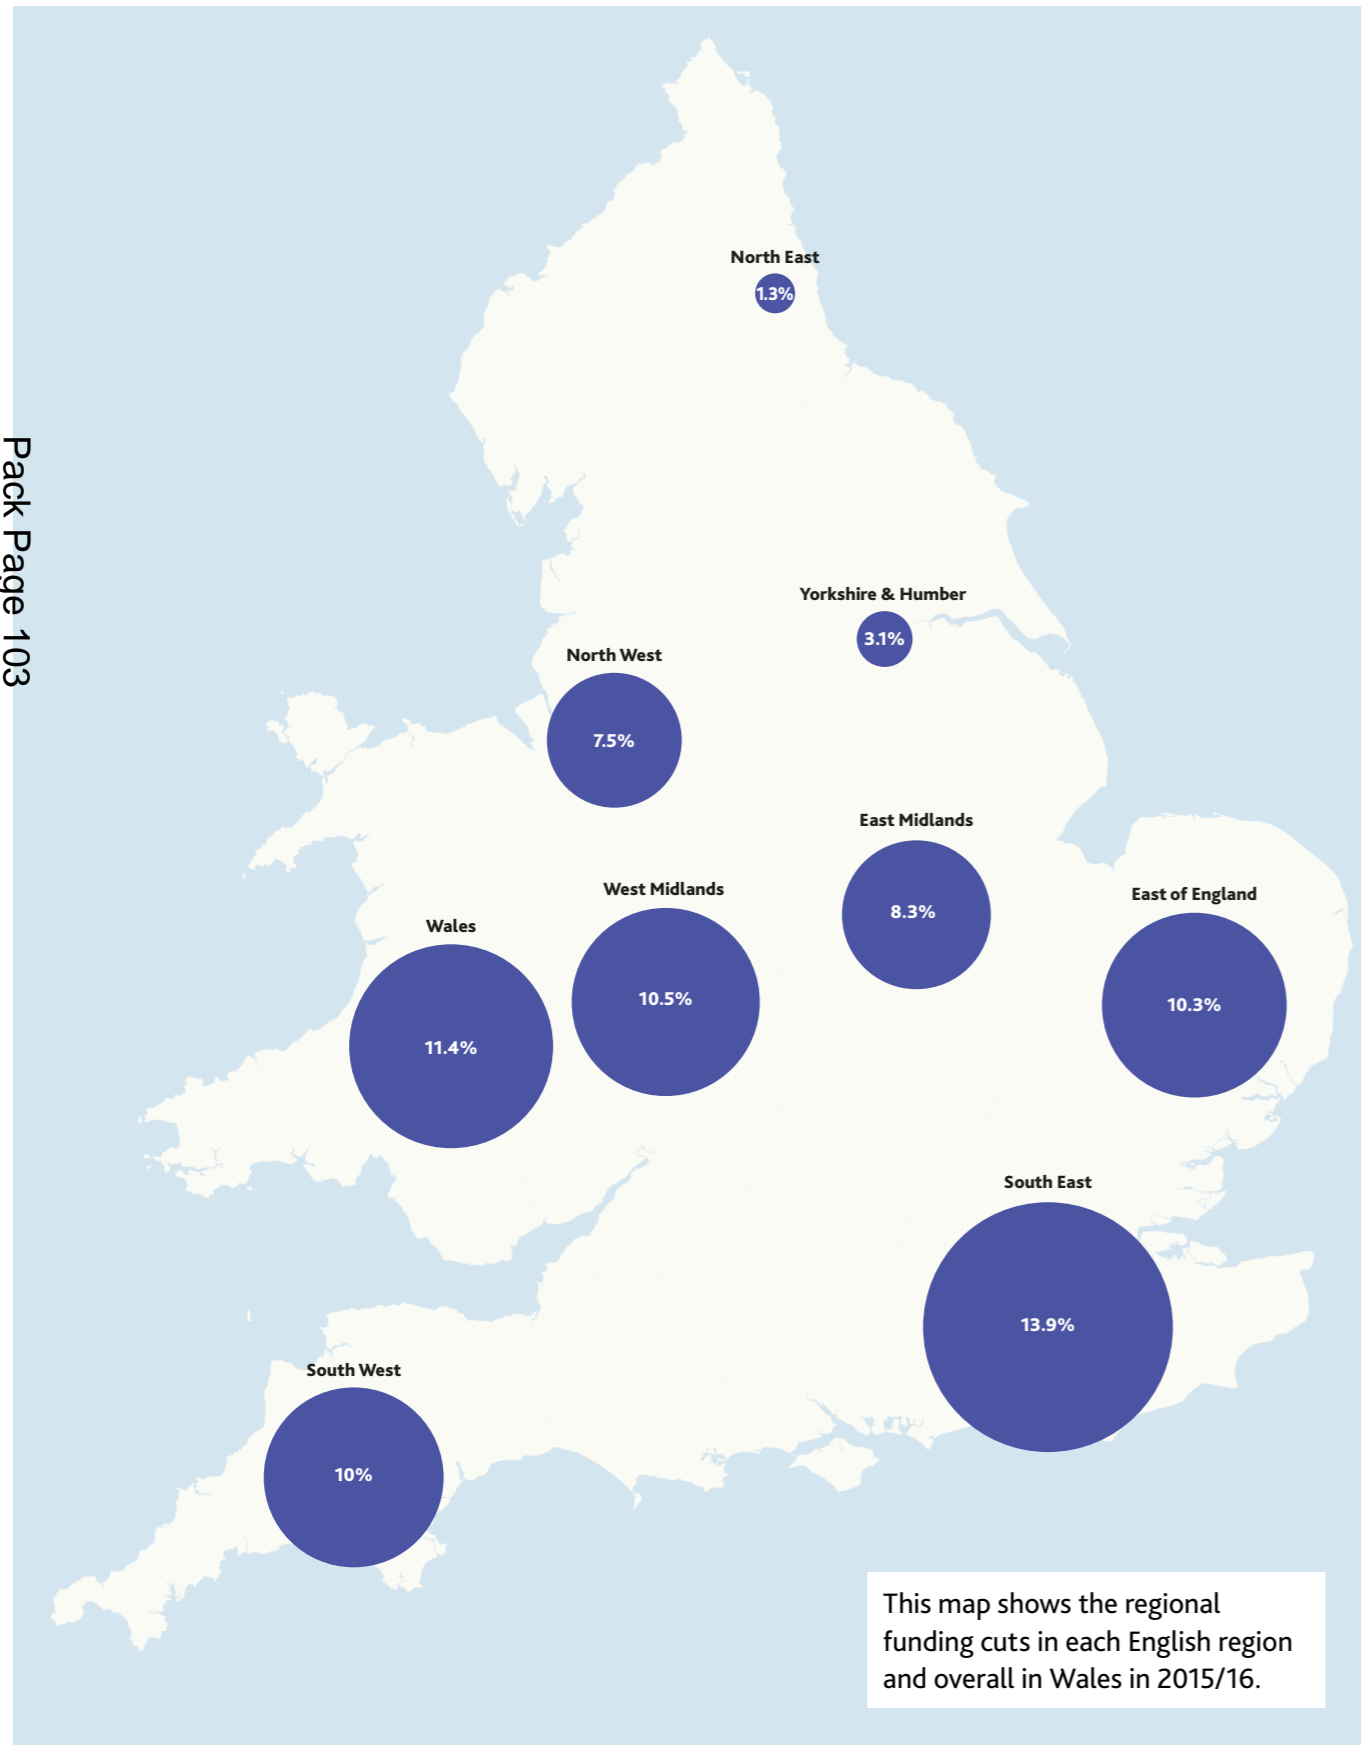 Pack Page 103
North East
1.3%
Yorkshire & Humber
3.1%
North West
7.5%
East Midlands
8.3%
West Midlands
10.5%
East of England
10.3%
Wales
11.4%
South East
13.9%
South West
10%
This map shows the regional
funding cuts in each English region
and overall in Wales in 2015/16.